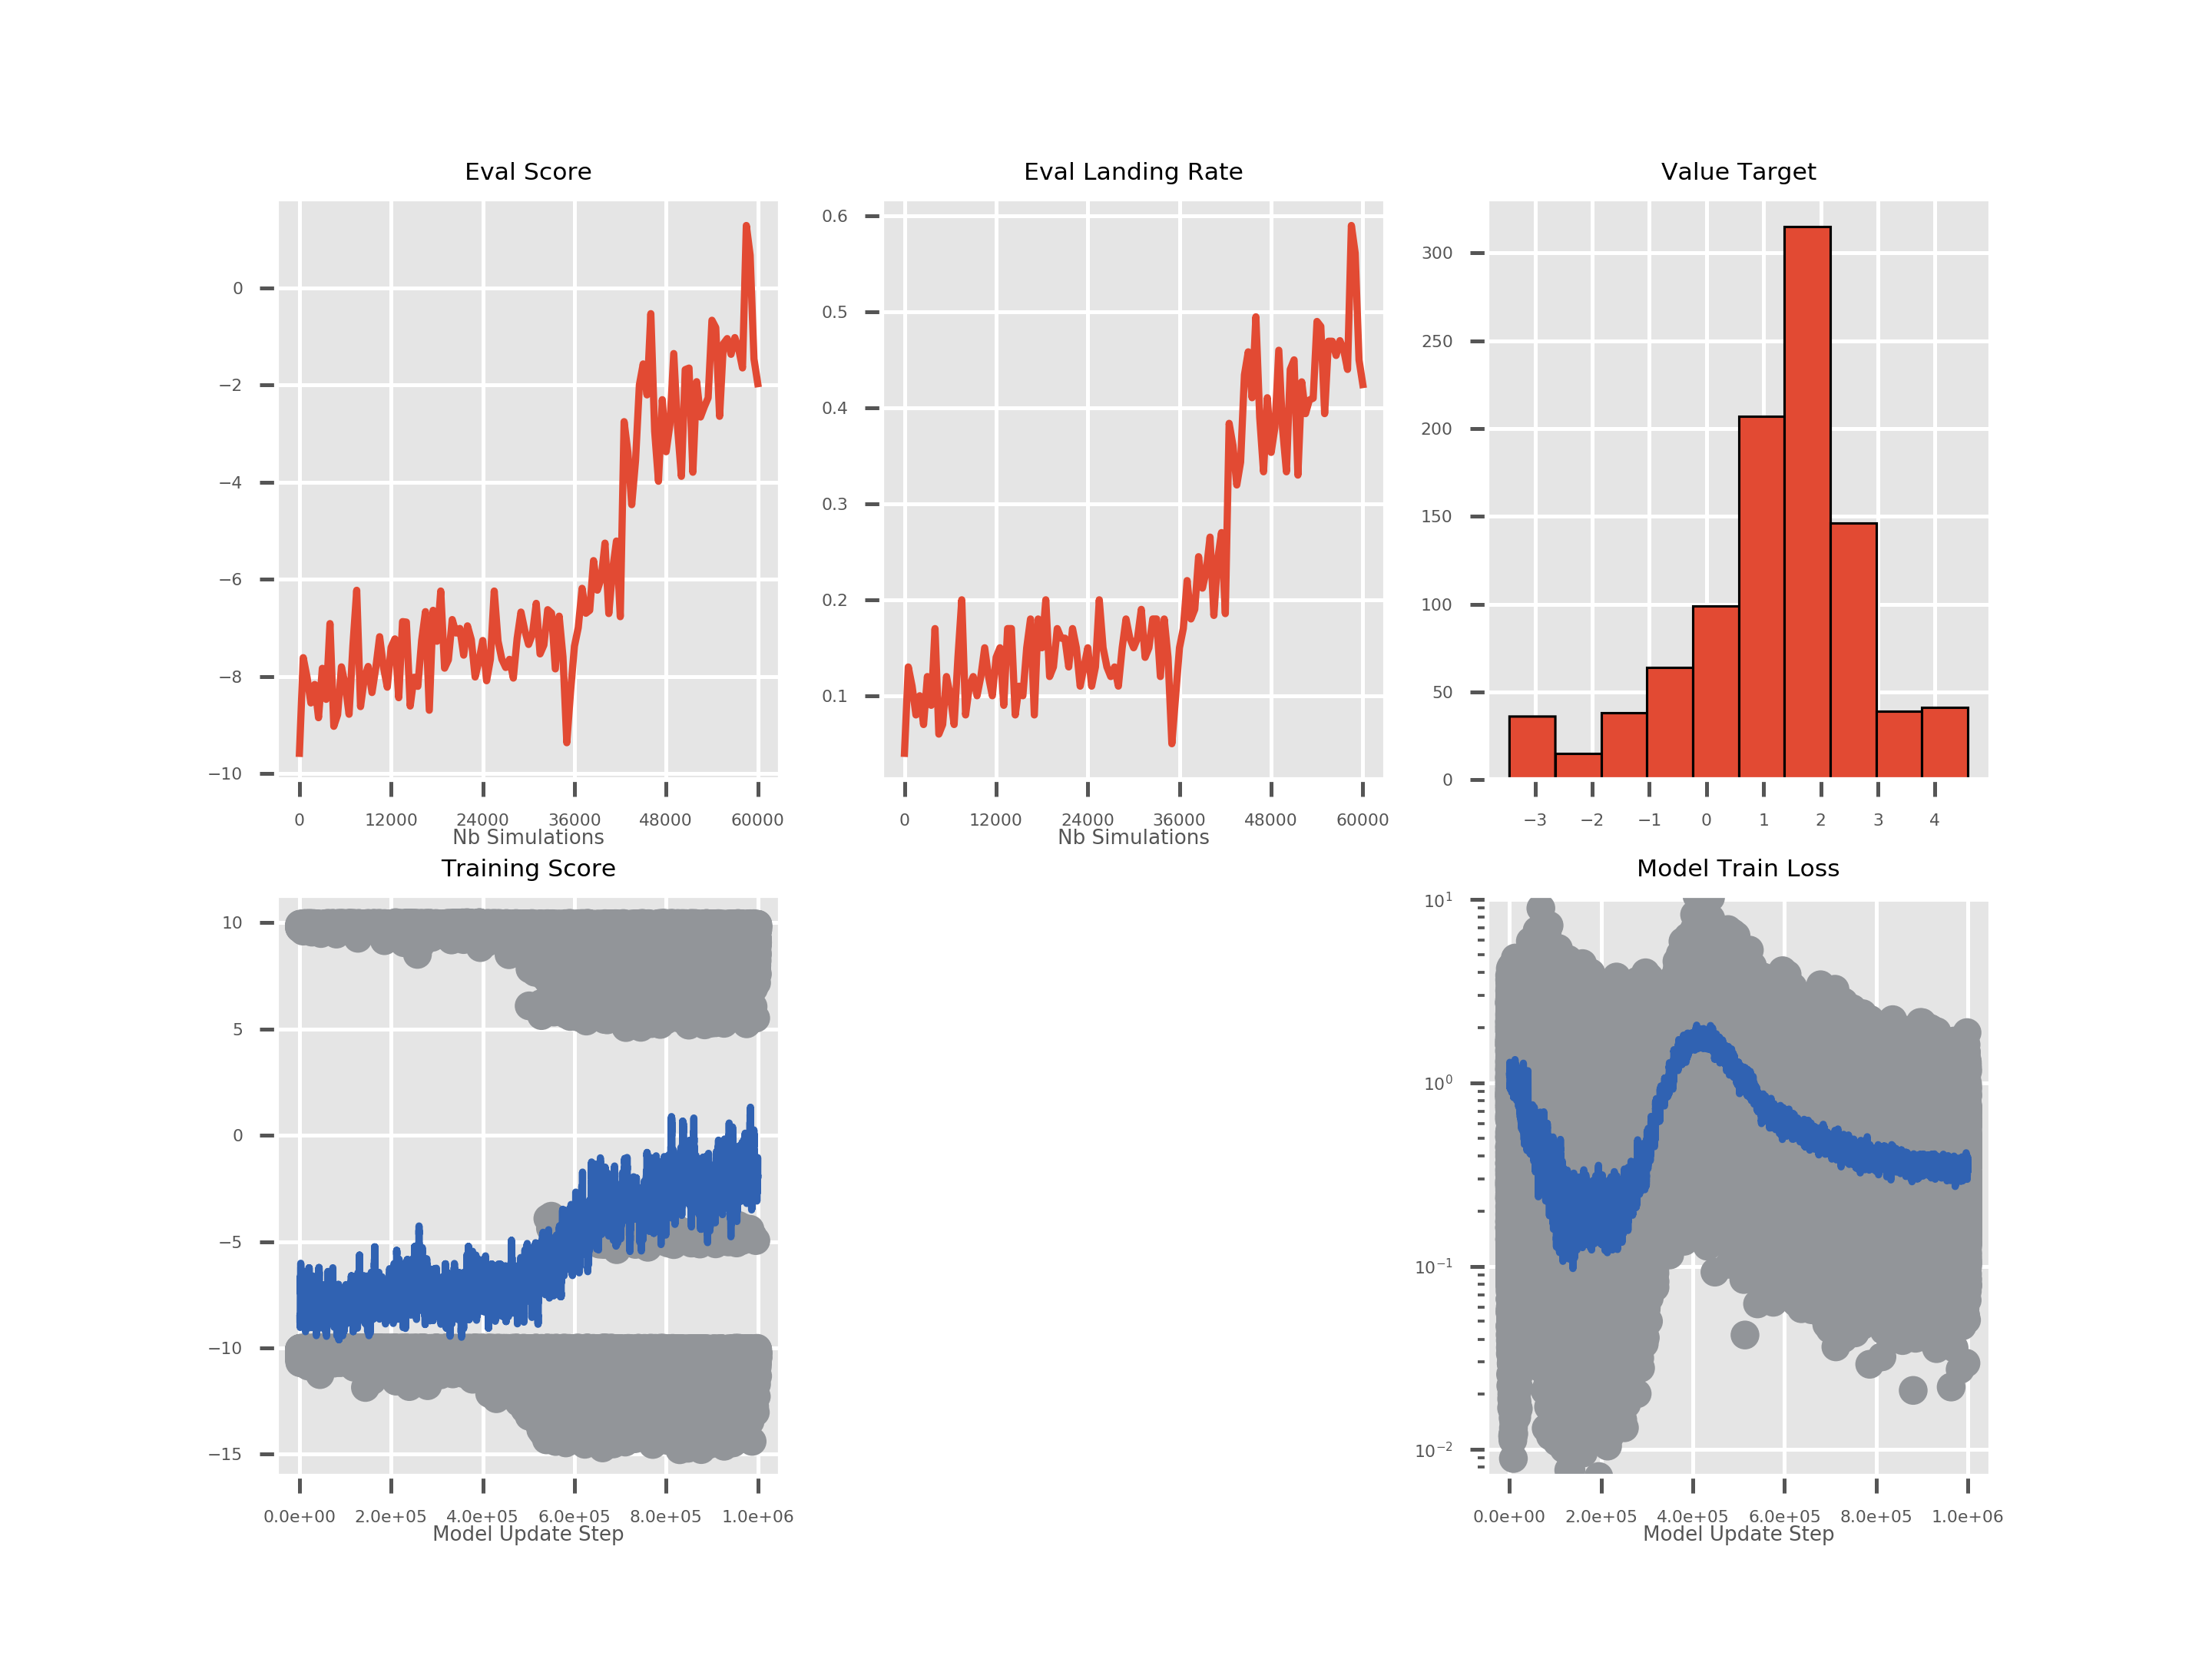 Eval Score
Eval Landing Rate
Value Target
0
−2
−4
−6
−8
−10
0 12000 24000 36000 48000 60000
Nb Simulations
0.6
0.5
0.4
0.3
0.2
0.1
0 12000 24000 36000 48000 60000
Nb Simulations
300
250
200
150
100
50
0
−3 −2 −1 0 1 2 3 4
Training Score
Model Train Loss
10
5
0
−5
−10
−15
0.0e+00 2.0e+05 4.0e+05 6.0e+05 8.0e+05 1.0e+06
Model Update Step
10¹
10⁰
10⁻¹
10⁻²
0.0e+00 2.0e+05 4.0e+05 6.0e+05 8.0e+05 1.0e+06
Model Update Step